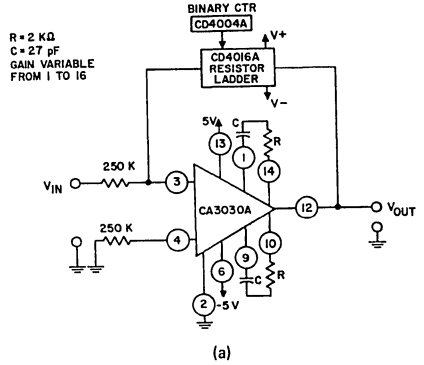 BINARY CTR
CD4004A
R = 2 KΩ
C = 27 pF
GAIN VARIABLE
FROM 1 TO 16
V+
CD4016A
RESISTOR
LADDER
V-
5V
C
R
13
1
14
250 K
VIN
3
CA3030A
12
VOUT
250 K
4
10
9
6
C
R
2
-5V
(a)